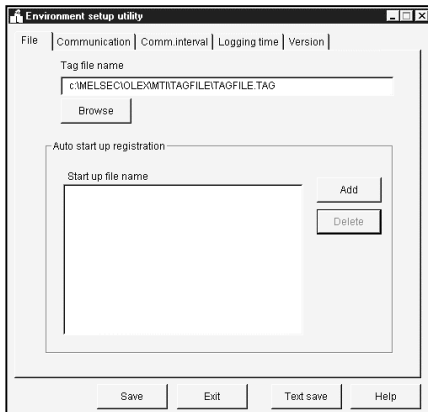 Environment setup utility
File Communication Comm.interval Logging time Version
Tag file name
c:\MELSEC\OLEX\MTI\TAGFILE\TAGFILE.TAG
Browse
Auto start up registration
Start up file name
Add
Delete
Save Exit Text save Help